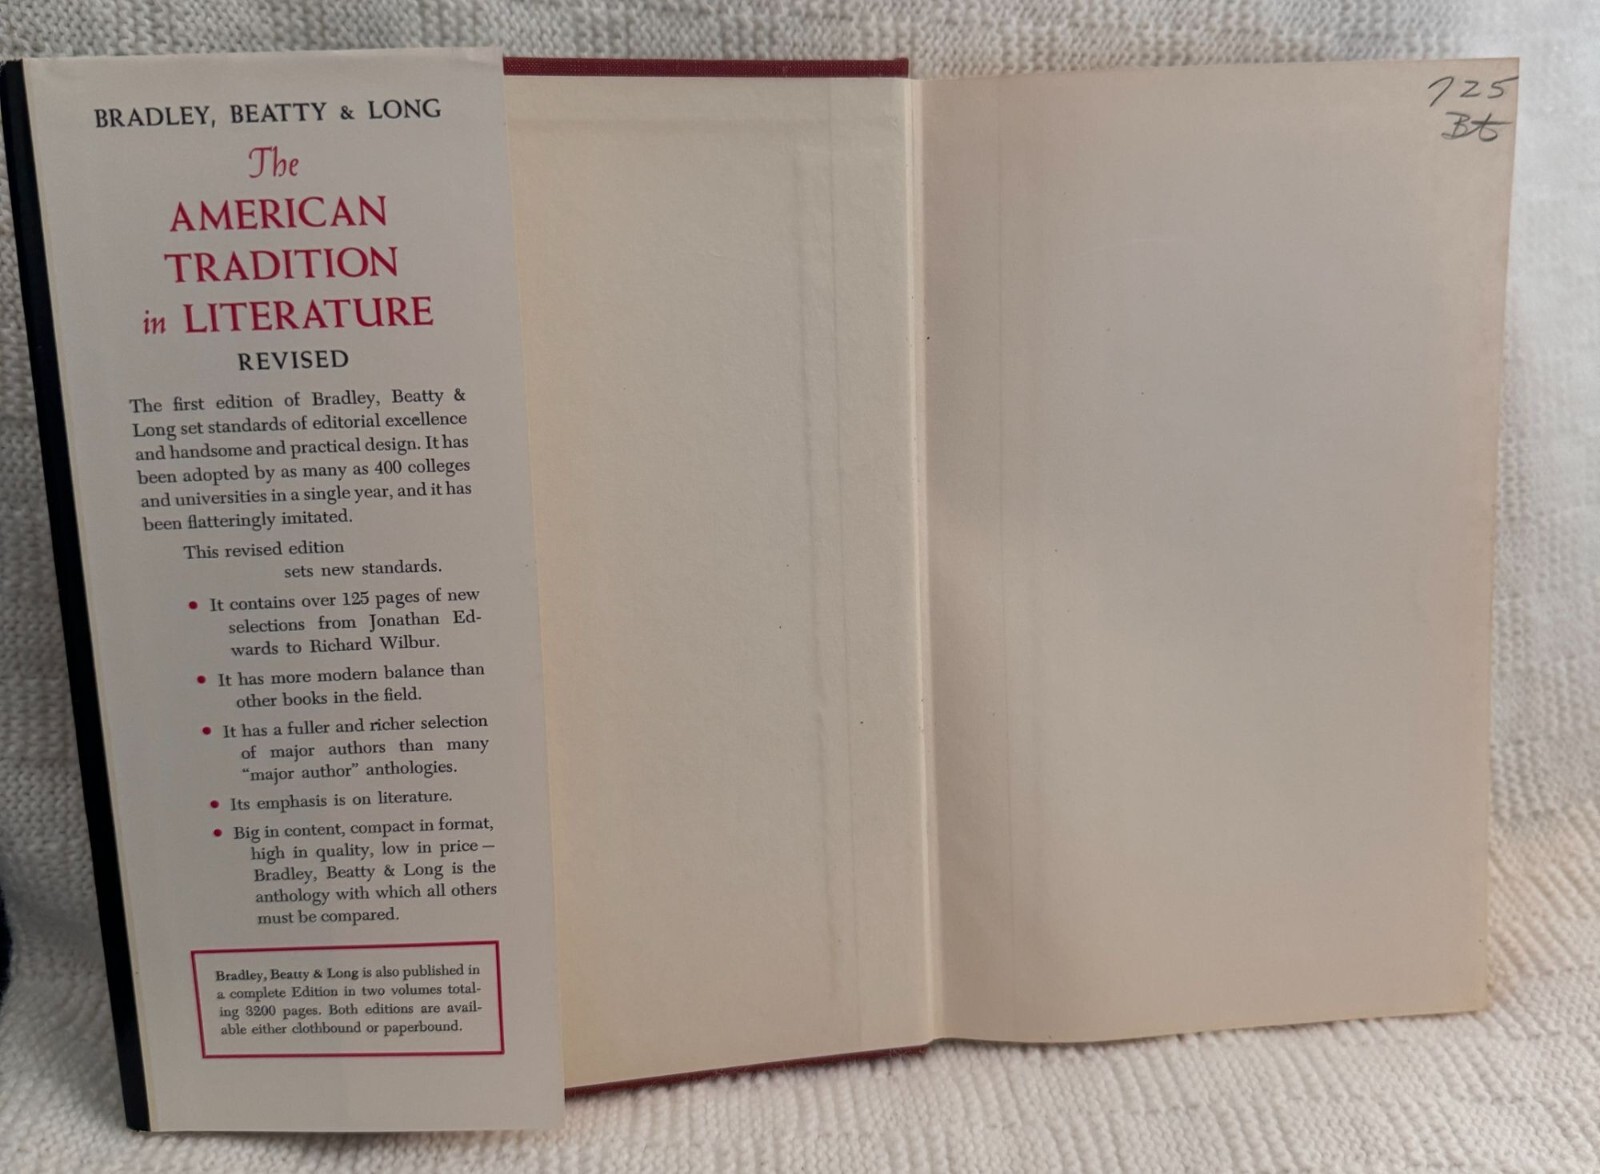 BRADLEY, BEATTY & LONG
The
AMERICAN
TRADITION
in LITERATURE
REVISED
The first edition of Bradley, Beatty &
Long set standards of editorial excellence
and handsome and practical design. It has
been adopted by as many as 400 colleges
and universities in a single year, and it has
been flatteringly imitated.
This revised edition
sets new standards.
• It contains over 125 pages of new
selections from Jonathan Ed-
wards to Richard Wilbur.
• It has more modern balance than
other books in the field.
• It has a fuller and richer selection
of major authors than many
“major author” anthologies.
• Its emphasis is on literature.
• Big in content, compact in format,
high in quality, low in price—
Bradley, Beatty & Long is the
anthology with which all others
must be compared.
Bradley, Beatty & Long is also published in
a complete Edition in two volumes total-
ing 3200 pages. Both editions are avail-
able either clothbound or paperbound.
725